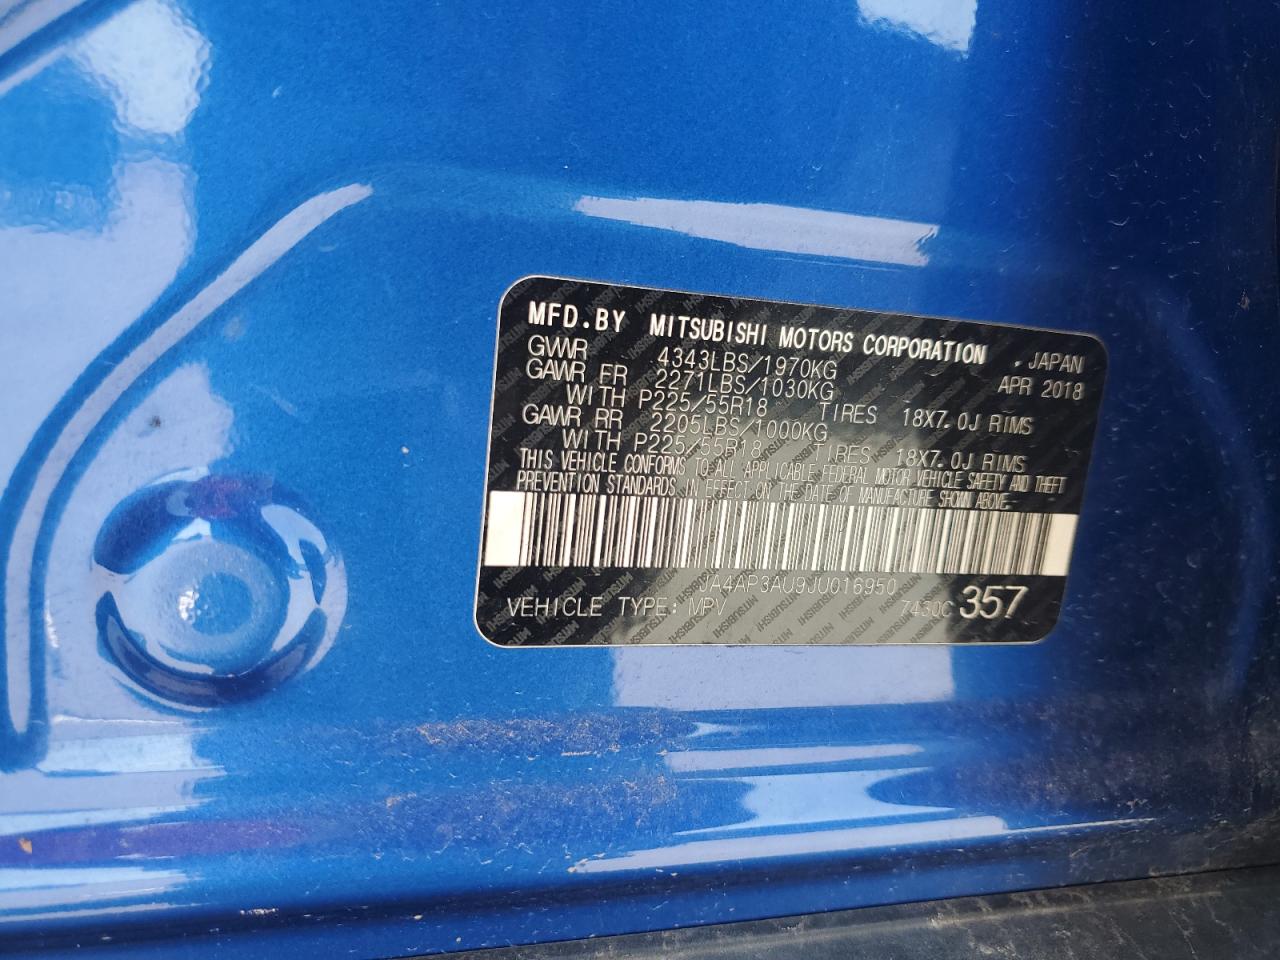 MFD.BY MITSUBISHI MOTORS CORPORATION , JAPAN
GVWR 4343LBS/1970KG APR 2018
GAWR FR 2271LBS/1030KG
WITH P225/55R18 TIRES 18X7.0J RIMS
GAWR RR 2205LBS/1000KG
WITH P225/55R18 TIRES 18X7.0J RIMS
THIS VEHICLE CONFORMS TO ALL APPLICABLE FEDERAL MOTOR VEHICLE SAFETY AND THEFT
PREVENTION STANDARDS IN EFFECT ON THE DATE OF MANUFACTURE SHOWN ABOVE.
JA4AP3AU9JU016950
VEHICLE TYPE: MPV 7430C 357